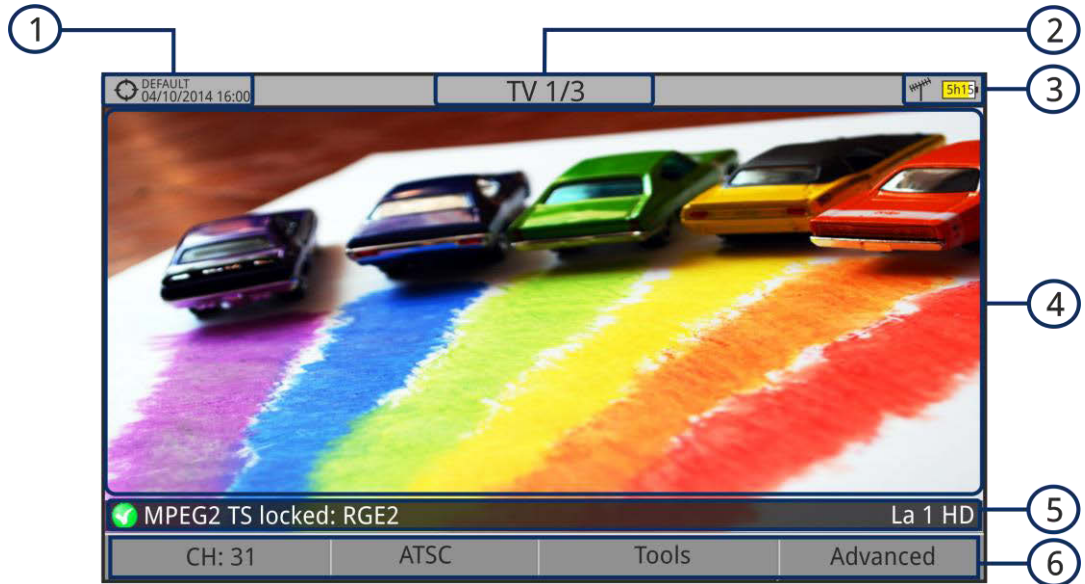 1
2
DEFAULT
04/10/2014 16:00
TV 1/3
5h15
3
4
MPEG2 TS locked: RGE2
La 1 HD
5
CH: 31
ATSC
Tools
Advanced
6